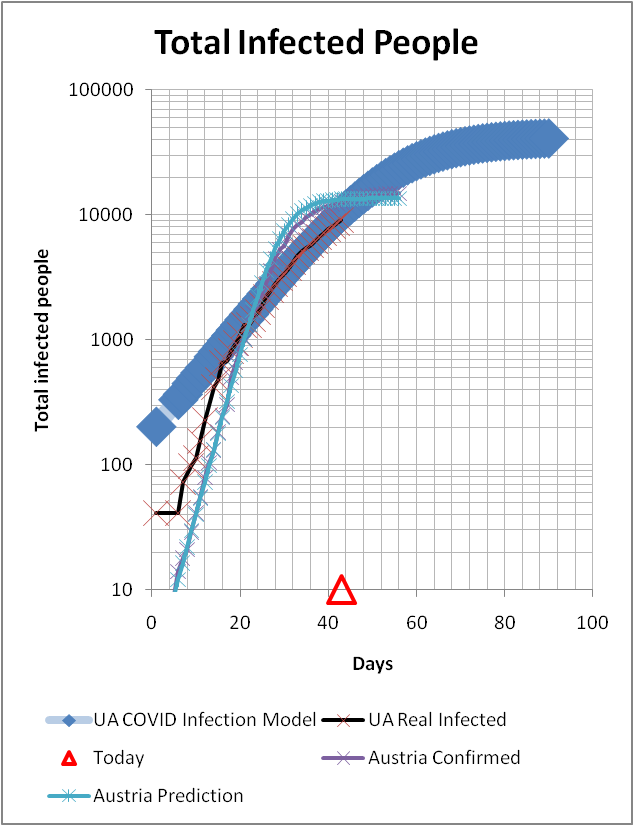 Total Infected People
100000
10000
1000
100
10
Total infected people
0 20 40 60 80 100
Days
UA COVID Infection Model UA Real Infected
Today Austria Confirmed
Austria Prediction